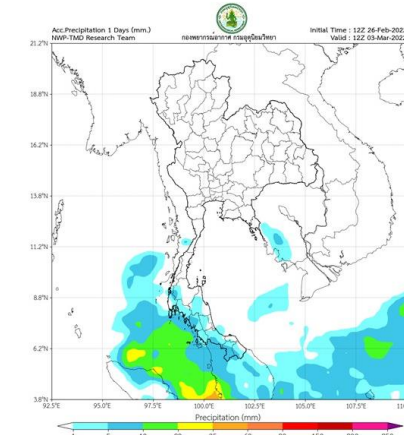 Acc.Precipitation 1 Days (mm.)
Initial Time : 12Z 26-Feb-202
NWP-TMD Research Team
กองพยากรณ์อากาศ กรมอุตุนิยมวิทยา
Valid : 12Z 03-Mar-202
21.2°N
18.8°N
16.2°N
13.8°N
11.2°N
8.8°N
6.2°N
3.8°N
92.5°E 95.0°E 97.5°E 100.0°E 102.5°E 105.0°E 107.5°E
Precipitation (mm)